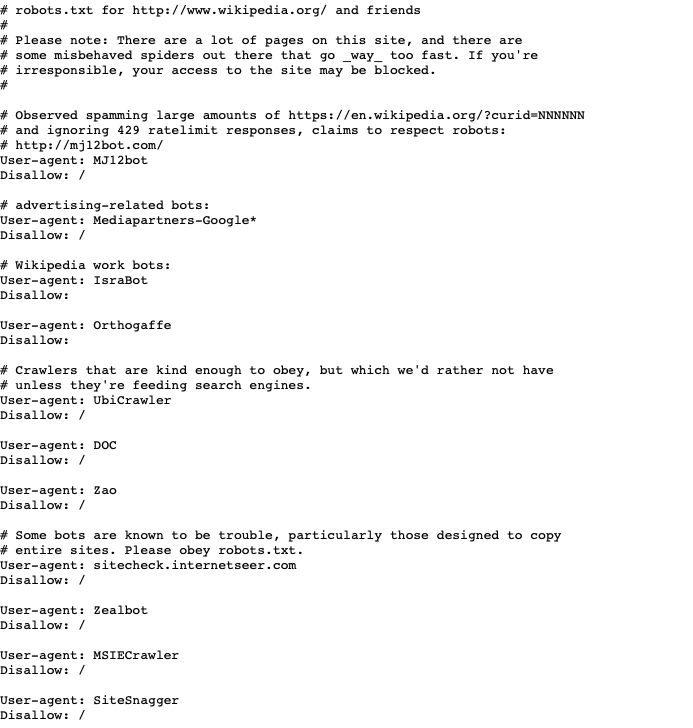 # robots.txt for http://www.wikipedia.org/ and friends
#
# Please note: There are a lot of pages on this site, and there are
# some misbehaved spiders out there that go _way_ too fast. If you're
# irresponsible, your access to the site may be blocked.
#

# Observed spamming large amounts of https://en.wikipedia.org/?curid=NNNNNN
# and ignoring 429 ratelimit responses, claims to respect robots:
# http://mj12bot.com/
User-agent: MJ12bot
Disallow: /

# advertising-related bots:
User-agent: Mediapartners-Google*
Disallow: /

# Wikipedia work bots:
User-agent: IsraBot
Disallow:

User-agent: Orthogaffe
Disallow:

# Crawlers that are kind enough to obey, but which we'd rather not have
# unless they're feeding search engines.
User-agent: UbiCrawler
Disallow: /

User-agent: DOC
Disallow: /

User-agent: Zao
Disallow: /

# Some bots are known to be trouble, particularly those designed to copy
# entire sites. Please obey robots.txt.
User-agent: sitecheck.internetseer.com
Disallow: /

User-agent: Zealbot
Disallow: /

User-agent: MSIECrawler
Disallow: /

User-agent: SiteSnagger
Disallow: /